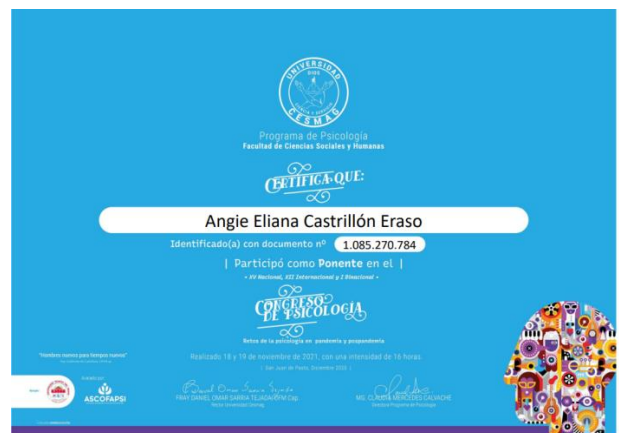 UNIVERSIDAD
DIOS
CIENCIA Y SERVICIO
CESMAG
Programa de Psicología
Facultad de Ciencias Sociales y Humanas
CERTIFICA QUE:
Angie Eliana Castrillón Eraso
Identificado(a) con documento nº 1.085.270.784
| Participó como Ponente en el |
• XV Nacional, XII Internacional y I Binacional •
CONGRESO
DE PSICOLOGÍA
Retos de la psicología en pandemia y pospandemia
"Hombres nuevos para tiempos nuevos"
Realizado 18 y 19 de noviembre de 2021, con una intensidad de 16 horas.
ASCOFAPSI
FRAY DANIEL OMAR SARRIA TEJADA
Rector Universidad Cesmag
MG. CLAUDIA MERCEDES CALVACHE
Directora Programa de Psicología